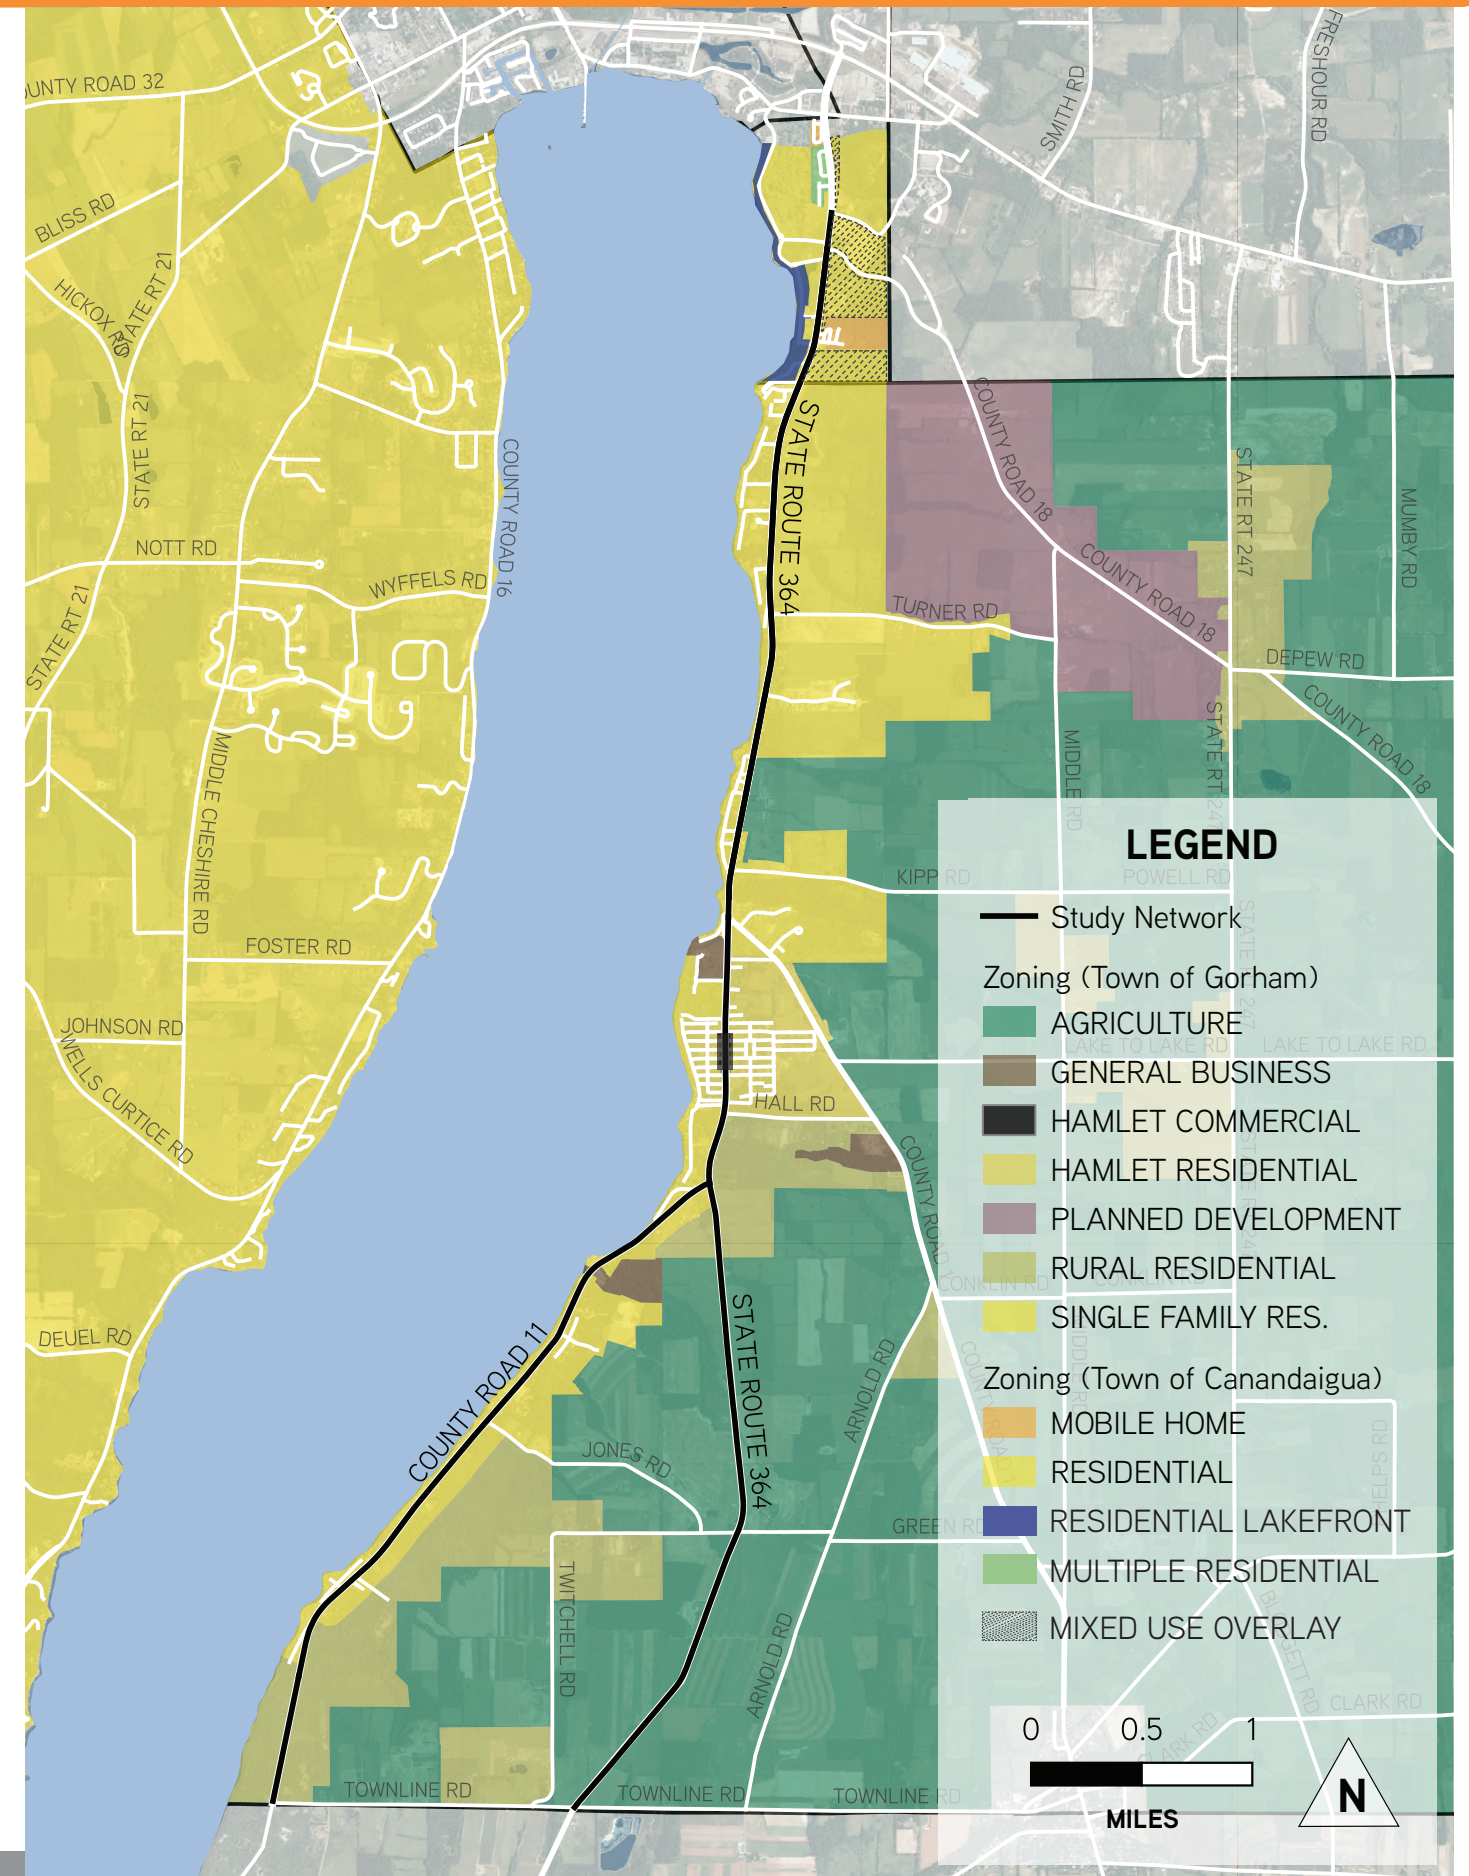 FRESHOUR RD
SMITH RD
OUNTY ROAD 32
BLISS RD
STATE RT 21
HICKOX RD
STATE RT 21
COUNTY ROAD 16
STATE ROUTE 364
COUNTY ROAD 18
STATE RT 247
MUMBY RD
NOTT RD
WYFFELS RD
COUNTY ROAD 18
TURNER RD
STATE RT 21
DEPEW RD
COUNTY ROAD 18
STATE RT 247
MIDDLE CHESHIRE RD
MIDDLE RD
KIPP RD
POWELL RD
FOSTER RD
JOHNSON RD
WELLS CURTICE RD
LAKE TO LAKE RD
LAKE TO LAKE RD
HALL RD
COUNTY ROAD
CONKLIN RD
CONKLIN RD
DEUEL RD
COUNTY ROAD 11
STATE ROUTE 364
ARNOLD RD
JONES RD
GREEN RD
TWITCHELL RD
ARNOLD RD
CLARK RD
CLARK RD
TOWNLINE RD
TOWNLINE RD
TOWNLINE RD
LEGEND
Study Network
Zoning (Town of Gorham)
AGRICULTURE
GENERAL BUSINESS
HAMLET COMMERCIAL
HAMLET RESIDENTIAL
PLANNED DEVELOPMENT
RURAL RESIDENTIAL
SINGLE FAMILY RES.
Zoning (Town of Canandaigua)
MOBILE HOME
RESIDENTIAL
RESIDENTIAL LAKEFRONT
MULTIPLE RESIDENTIAL
MIXED USE OVERLAY
0 0.5 1
MILES
N